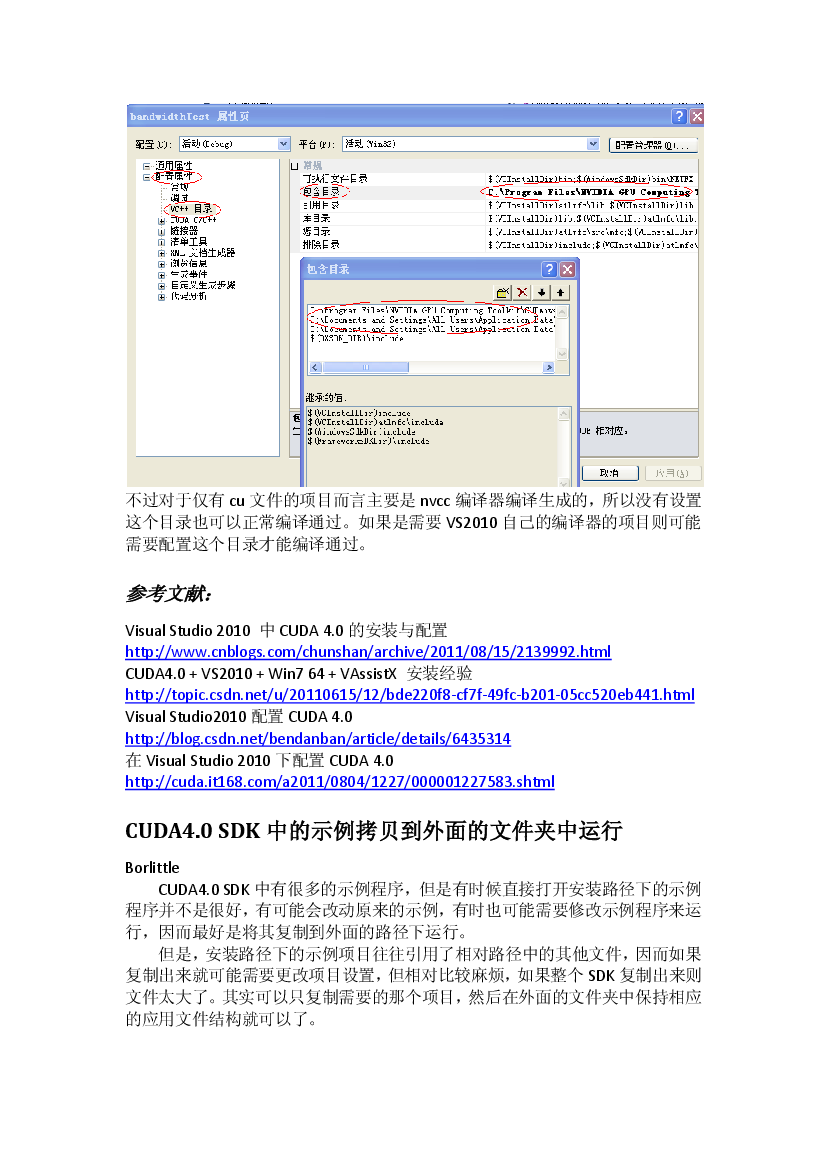 bandwidthTest 属性页
配置(C): 活动(Debug) 平台(P): 活动(Win32) 配置管理器(O)...
通用属性
配置属性
常规
调试
VC++ 目录
CUDA C/C++
链接器
清单工具
XML 文档生成器
浏览信息
生成事件
自定义生成步骤
代码分析
常规
可执行文件目录
包含目录 C:\Program Files\NVIDIA GPU Computing T
引用目录
库目录
源目录
排除目录
包含目录
C:\Program Files\NVIDIA GPU Computing Toolkit\
C:\Documents and Settings\All Users\Application Data\
C:\Documents and Settings\All Users\Application Data\
$(DXSDK_DIR)\include
继承的值:
$(VCInstallDir)include
$(VCInstallDir)atlmfc\include
$(WindowsSdkDir)include
$(FrameworkSDKDir)\include
相对应。
取消 应用(A)
不过对于仅有 cu 文件的项目而言主要是 nvcc 编译器编译生成的，所以没有设置
这个目录也可以正常编译通过。如果是需要 VS2010 自己的编译器的项目则可能
需要配置这个目录才能编译通过。
参考文献：
Visual Studio 2010 中 CUDA 4.0 的安装与配置
http://www.cnblogs.com/chunshan/archive/2011/08/15/2139992.html
CUDA4.0 + VS2010 + Win7 64 + VAssistX 安装经验
http://topic.csdn.net/u/20110615/12/bde220f8-cf7f-49fc-b201-05cc520eb441.html
Visual Studio2010 配置 CUDA 4.0
http://blog.csdn.net/bendanban/article/details/6435314
在 Visual Studio 2010 下配置 CUDA 4.0
http://cuda.it168.com/a2011/0804/1227/000001227583.shtml
CUDA4.0 SDK 中的示例拷贝到外面的文件夹中运行
Borlittle
CUDA4.0 SDK 中有很多的示例程序，但是有时候直接打开安装路径下的示例
程序并不是很好，有可能会改动原来的示例，有时也可能需要修改示例程序来运
行，因而最好是将其复制到外面的路径下运行。
但是，安装路径下的示例项目往往引用了相对路径中的其他文件，因而如果
复制出来就可能需要更改项目设置，但相对比较麻烦，如果整个 SDK 复制出来则
文件太大了。其实可以只复制需要的那个项目，然后在外面的文件夹中保持相应
的应用文件结构就可以了。